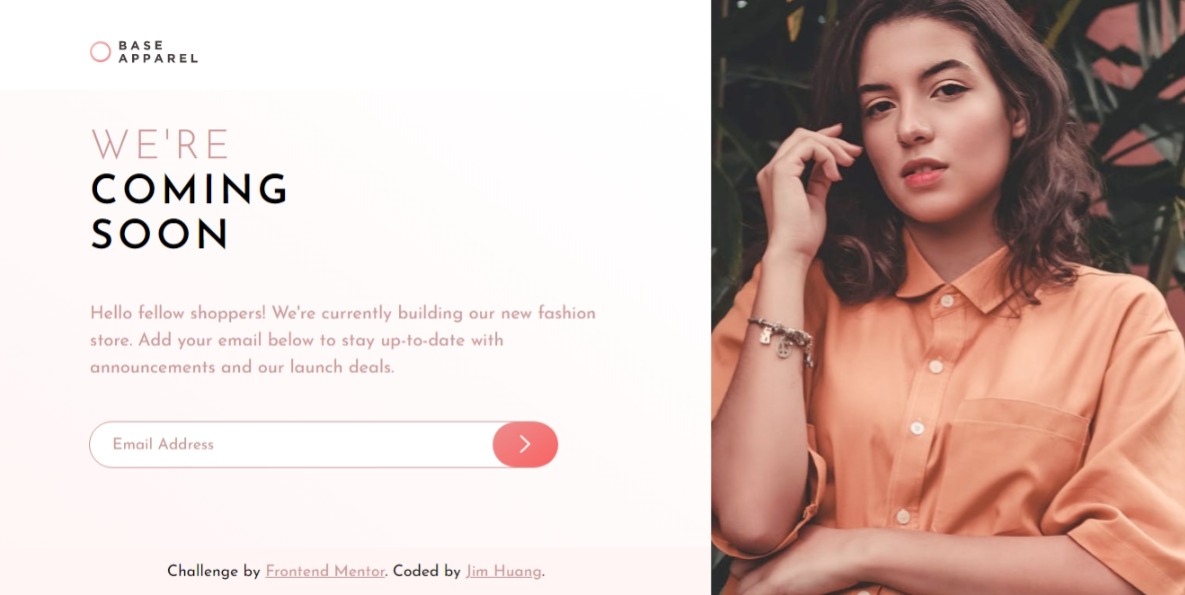 BASE
APPAREL
WE'RE
COMING
SOON
Hello fellow shoppers! We're currently building our new fashion
store. Add your email below to stay up-to-date with
announcements and our launch deals.
Email Address
Challenge by Frontend Mentor. Coded by Jim Huang.